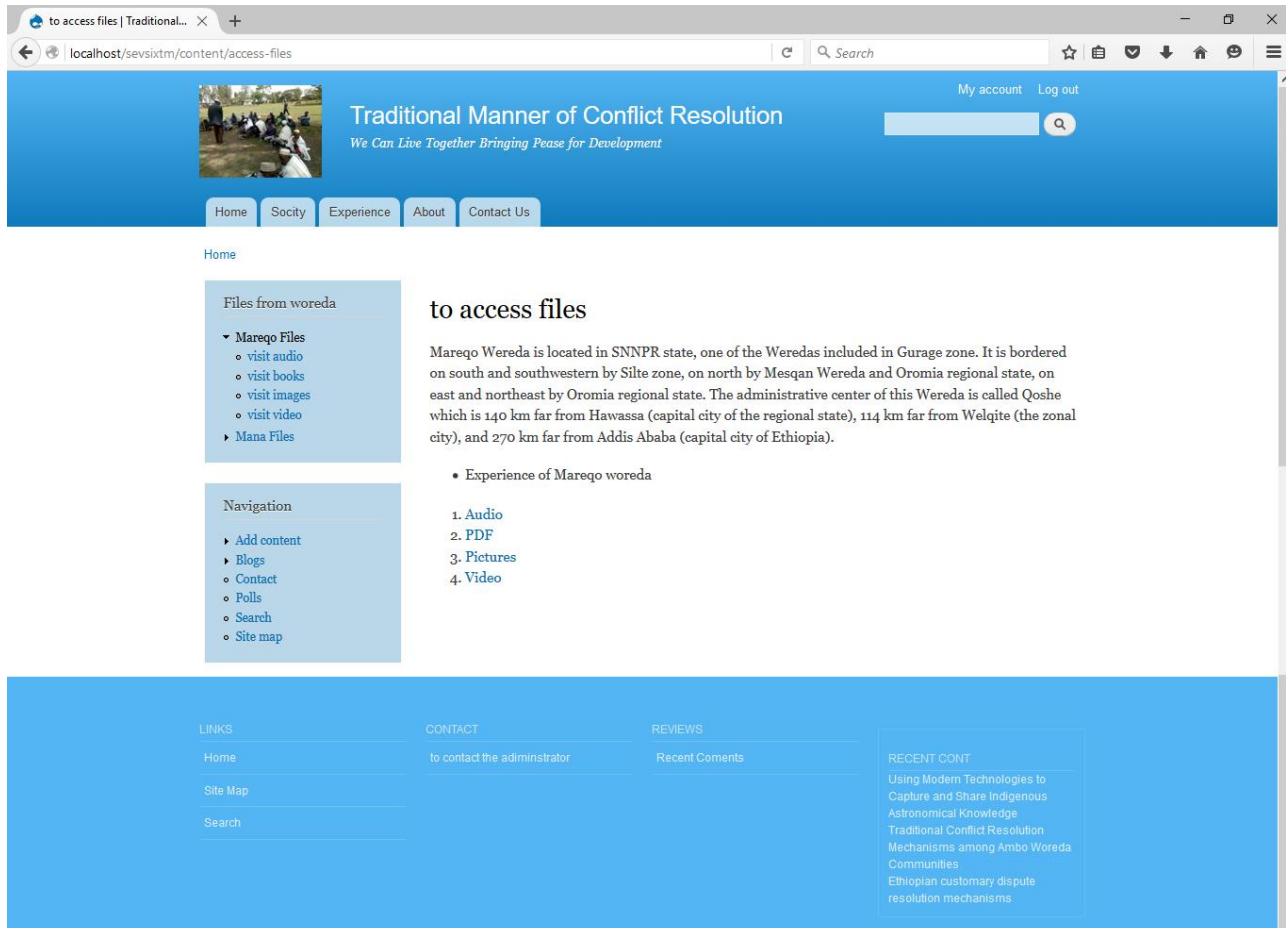 to access files | Traditional...
localhost/sevsixtm/content/access-files
Search
My account Log out
Traditional Manner of Conflict Resolution
We Can Live Together Bringing Pease for Development
Home Socity Experience About Contact Us
Home
Files from woreda
Mareqo Files
visit audio
visit books
visit images
visit video
Mana Files
Navigation
Add content
Blogs
Contact
Polls
Search
Site map
to access files
Mareqo Wereda is located in SNNPR state, one of the Weredas included in Gurage zone. It is bordered
on south and southwestern by Silte zone, on north by Mesqan Wereda and Oromia regional state, on
east and northeast by Oromia regional state. The administrative center of this Wereda is called Qoshe
which is 140 km far from Hawassa (capital city of the regional state), 114 km far from Welqite (the zonal
city), and 270 km far from Addis Ababa (capital city of Ethiopia).
• Experience of Mareqo woreda
1. Audio
2. PDF
3. Pictures
4. Video
LINKS
Home
Site Map
Search
CONTACT
to contact the adiminstrator
REVIEWS
Recent Coments
RECENT CONT
Using Modern Technologies to
Capture and Share Indigenous
Astronomical Knowledge
Traditional Conflict Resolution
Mechanisms among Ambo Woreda
Communities
Ethiopian customary dispute
resolution mechanisms